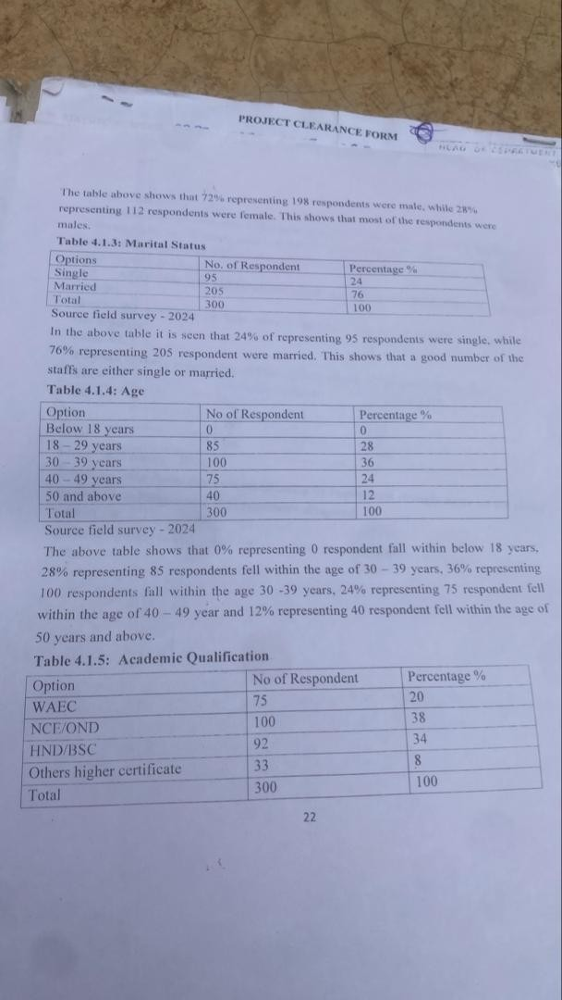 PROJECT CLEARANCE FORM
HEAD OF DEPARTMENT
The table above shows that 72% representing 198 respondents were male, while 28%
representing 112 respondents were female. This shows that most of the respondents were
males.
Table 4.1.3: Marital Status
Options No. of Respondent Percentage %
Single 95 24
Married 205 76
Total 300 100
Source field survey - 2024
In the above table it is seen that 24% of representing 95 respondents were single, while
76% representing 205 respondent were married. This shows that a good number of the
staffs are either single or married.
Table 4.1.4: Age
Option No of Respondent Percentage %
Below 18 years 0 0
18 – 29 years 85 28
30 – 39 years 100 36
40 – 49 years 75 24
50 and above 40 12
Total 300 100
Source field survey - 2024
The above table shows that 0% representing 0 respondent fall within below 18 years,
28% representing 85 respondents fell within the age of 30 – 39 years, 36% representing
100 respondents fall within the age 30 -39 years, 24% representing 75 respondent fell
within the age of 40 – 49 year and 12% representing 40 respondent fell within the age of
50 years and above.
Table 4.1.5: Academic Qualification
Option No of Respondent Percentage %
WAEC 75 20
NCE/OND 100 38
HND/BSC 92 34
Others higher certificate 33 8
Total 300 100
22